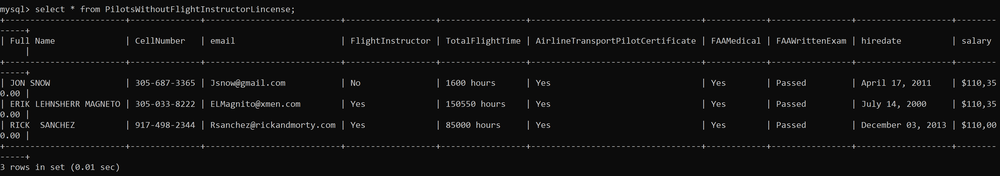 mysql> select * from PilotsWithoutFlightInstructorLincense;
+------------------------+--------------+---------------------------+------------------+-----------------+----------------------------------+------------+----------------+-------------------+--------
-----+
| Full Name              | CellNumber   | email                     | FlightInstructor | TotalFlightTime | AirlineTransportPilotCertificate | FAAMedical | FAAWrittenExam | hiredate          | salary
     |
+------------------------+--------------+---------------------------+------------------+-----------------+----------------------------------+------------+----------------+-------------------+--------
-----+
| JON SNOW               | 305-687-3365 | Jsnow@gmail.com           | No               | 1600 hours      | Yes                              | Yes        | Passed         | April 17, 2011    | $110,35
0.00 |
| ERIK LEHNSHERR MAGNETO | 305-033-8222 | ELMagnito@xmen.com        | Yes              | 150550 hours    | Yes                              | Yes        | Passed         | July 14, 2000     | $110,35
0.00 |
| RICK  SANCHEZ          | 917-498-2344 | Rsanchez@rickandmorty.com | Yes              | 85000 hours     | Yes                              | Yes        | Passed         | December 03, 2013 | $110,00
0.00 |
+------------------------+--------------+---------------------------+------------------+-----------------+----------------------------------+------------+----------------+-------------------+--------
-----+
3 rows in set (0.01 sec)